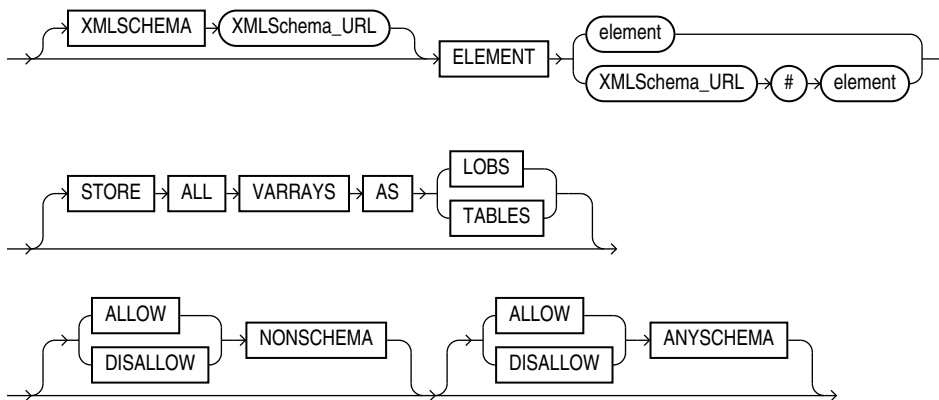 XMLSCHEMA XMLSchema_URL
ELEMENT
element
XMLSchema_URL # element
STORE ALL VARRAYS AS
LOBS
TABLES
ALLOW
DISALLOW
NONSCHEMA
ALLOW
DISALLOW
ANYSCHEMA